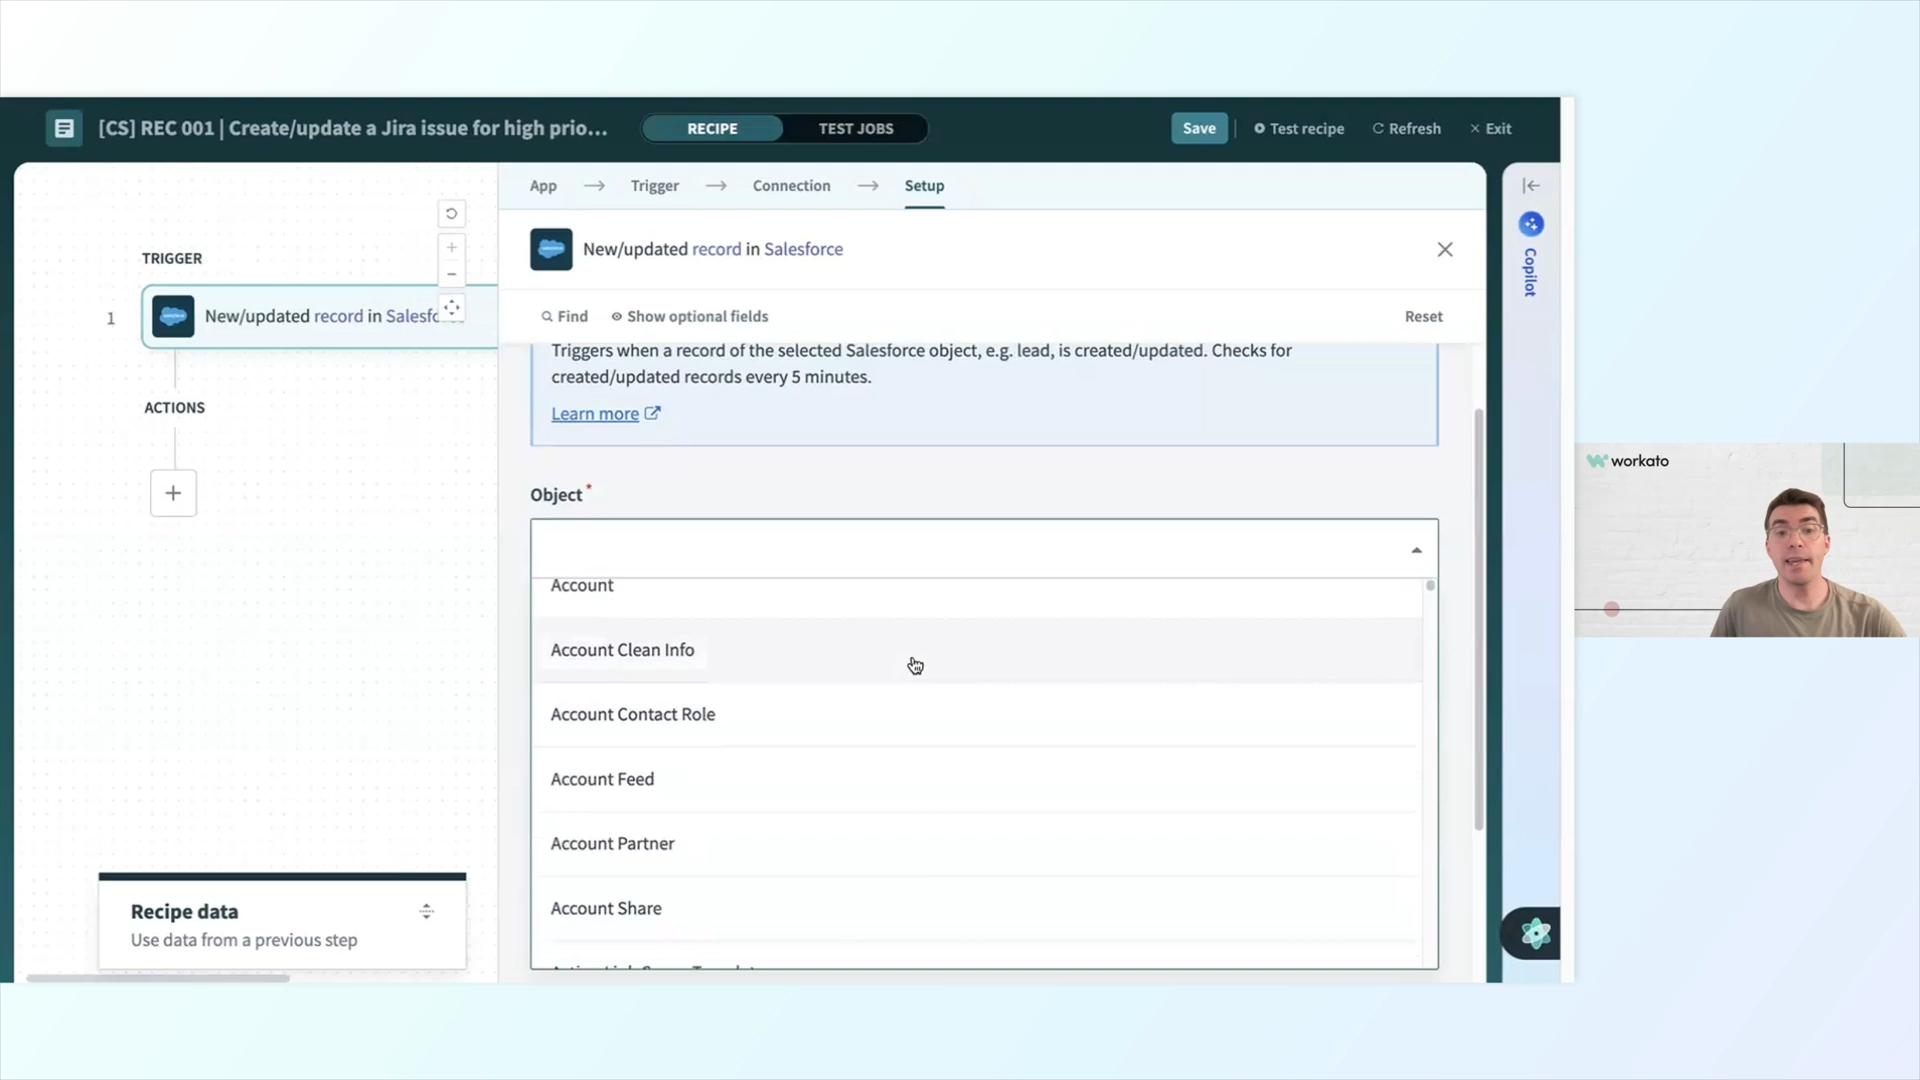 [CS] REC 001 | Create/update a Jira issue for high prio...
RECIPE
TEST JOBS
Save
Test recipe
Refresh
Exit
App
Trigger
Connection
Setup
New/updated record in Salesforce
Find
Show optional fields
Reset
Triggers when a record of the selected Salesforce object, e.g. lead, is created/updated. Checks for
created/updated records every 5 minutes.
Learn more
TRIGGER
1
New/updated record in
ACTIONS
Object *
Account
Account Clean Info
Account Contact Role
Account Feed
Account Partner
Account Share
Recipe data
Use data from a previous step
Copilot
workato